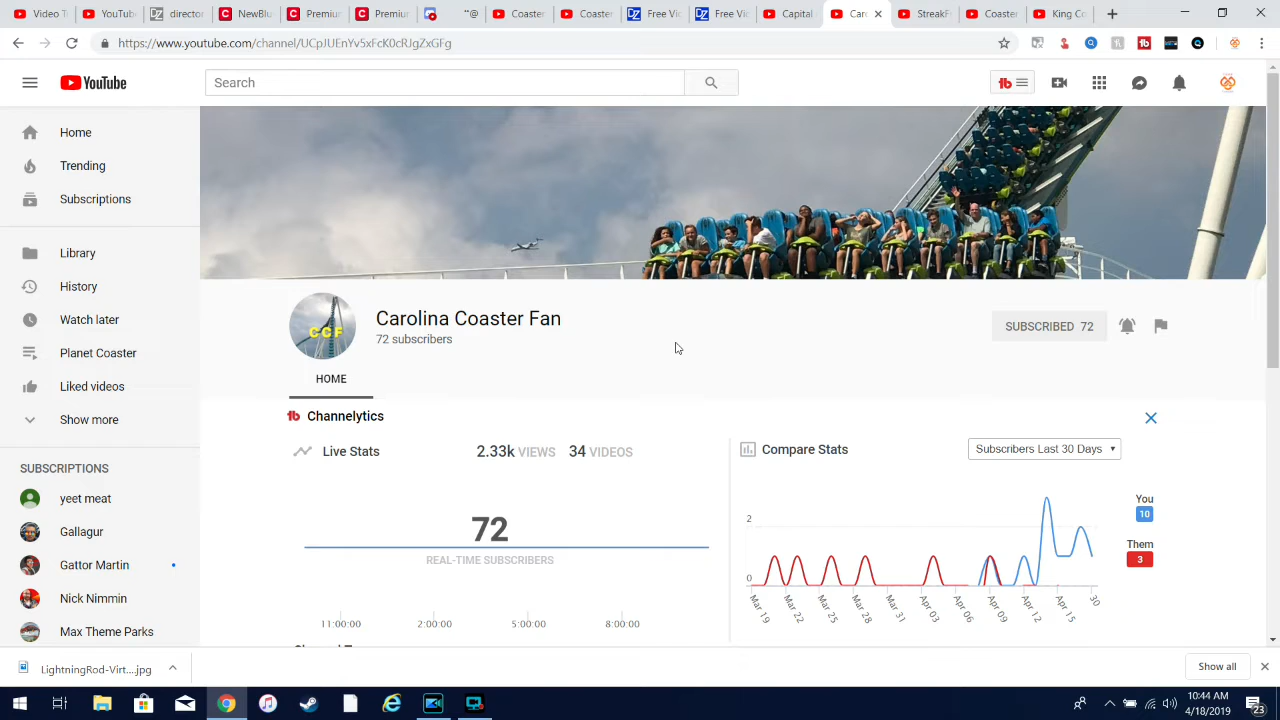 Video T
YouTub
director
NewBl
Premiu
Premiur
"@
Coaster
Coaster
Free Vic
Free Vic
Capital
Car
StreakF
Coaster
King Co
https://www.youtube.com/channel/UCpJUEnYv5xFcK0cRUgZxGFg
YouTube
Search
Home
Trending
Subscriptions
Library
History
Watch later
Planet Coaster
Liked videos
Show more
SUBSCRIPTIONS
yeet meat
Gallagur
Gattor Martin
Nick Nimmin
Max Theme Parks
CCF
Carolina Coaster Fan
72 subscribers
SUBSCRIBED 72
HOME
tb Channelytics
Live Stats
2.33k VIEWS 34 VIDEOS
72
REAL-TIME SUBSCRIBERS
11:00:00 2:00:00 5:00:00 8:00:00
Compare Stats
Subscribers Last 30 Days
2
0
Mar 19 Mar 22 Mar 25 Mar 28 Mar 31 Apr 03 Apr 06 Apr 09 Apr 12 Apr 15 30
You
10
Them
3
LightningRod-Virt....jpg
Show all
10:44 AM
4/18/2019
23